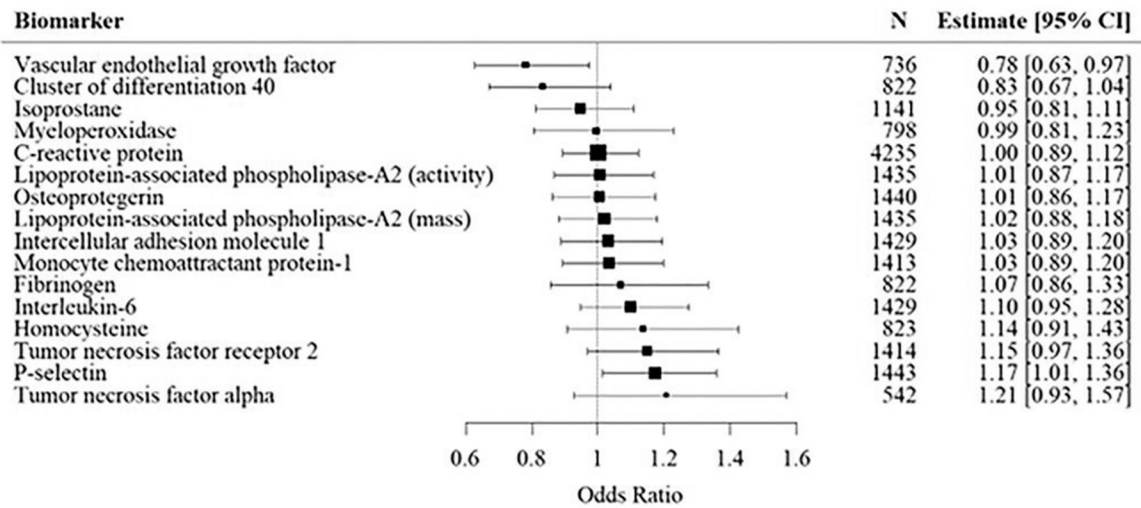 Biomarker N Estimate [95% CI]
Vascular endothelial growth factor 736 0.78 [0.63, 0.97]
Cluster of differentiation 40 822 0.83 [0.67, 1.04]
Isoprostane 1141 0.95 [0.81, 1.11]
Myeloperoxidase 798 0.99 [0.81, 1.23]
C-reactive protein 4235 1.00 [0.89, 1.12]
Lipoprotein-associated phospholipase-A2 (activity) 1435 1.01 [0.87, 1.17]
Osteoprotegerin 1440 1.01 [0.86, 1.17]
Lipoprotein-associated phospholipase-A2 (mass) 1435 1.02 [0.88, 1.18]
Intercellular adhesion molecule 1 1429 1.03 [0.89, 1.20]
Monocyte chemoattractant protein-1 1413 1.03 [0.89, 1.20]
Fibrinogen 822 1.07 [0.86, 1.33]
Interleukin-6 1429 1.10 [0.95, 1.28]
Homocysteine 823 1.14 [0.91, 1.43]
Tumor necrosis factor receptor 2 1414 1.15 [0.97, 1.36]
P-selectin 1443 1.17 [1.01, 1.36]
Tumor necrosis factor alpha 542 1.21 [0.93, 1.57]
0.6 0.8 1 1.2 1.4 1.6
Odds Ratio